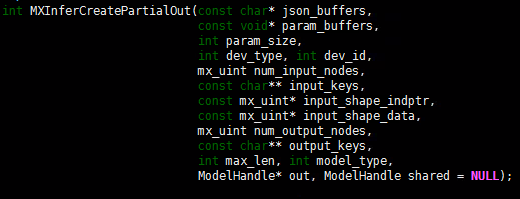 int MXInferCreatePartialOut(const char* json_buffers,
const void* param_buffers,
int param_size,
int dev_type, int dev_id,
mx_uint num_input_nodes,
const char** input_keys,
const mx_uint* input_shape_indptr,
const mx_uint* input_shape_data,
mx_uint num_output_nodes,
const char** output_keys,
int max_len, int model_type,
ModelHandle* out, ModelHandle shared = NULL);